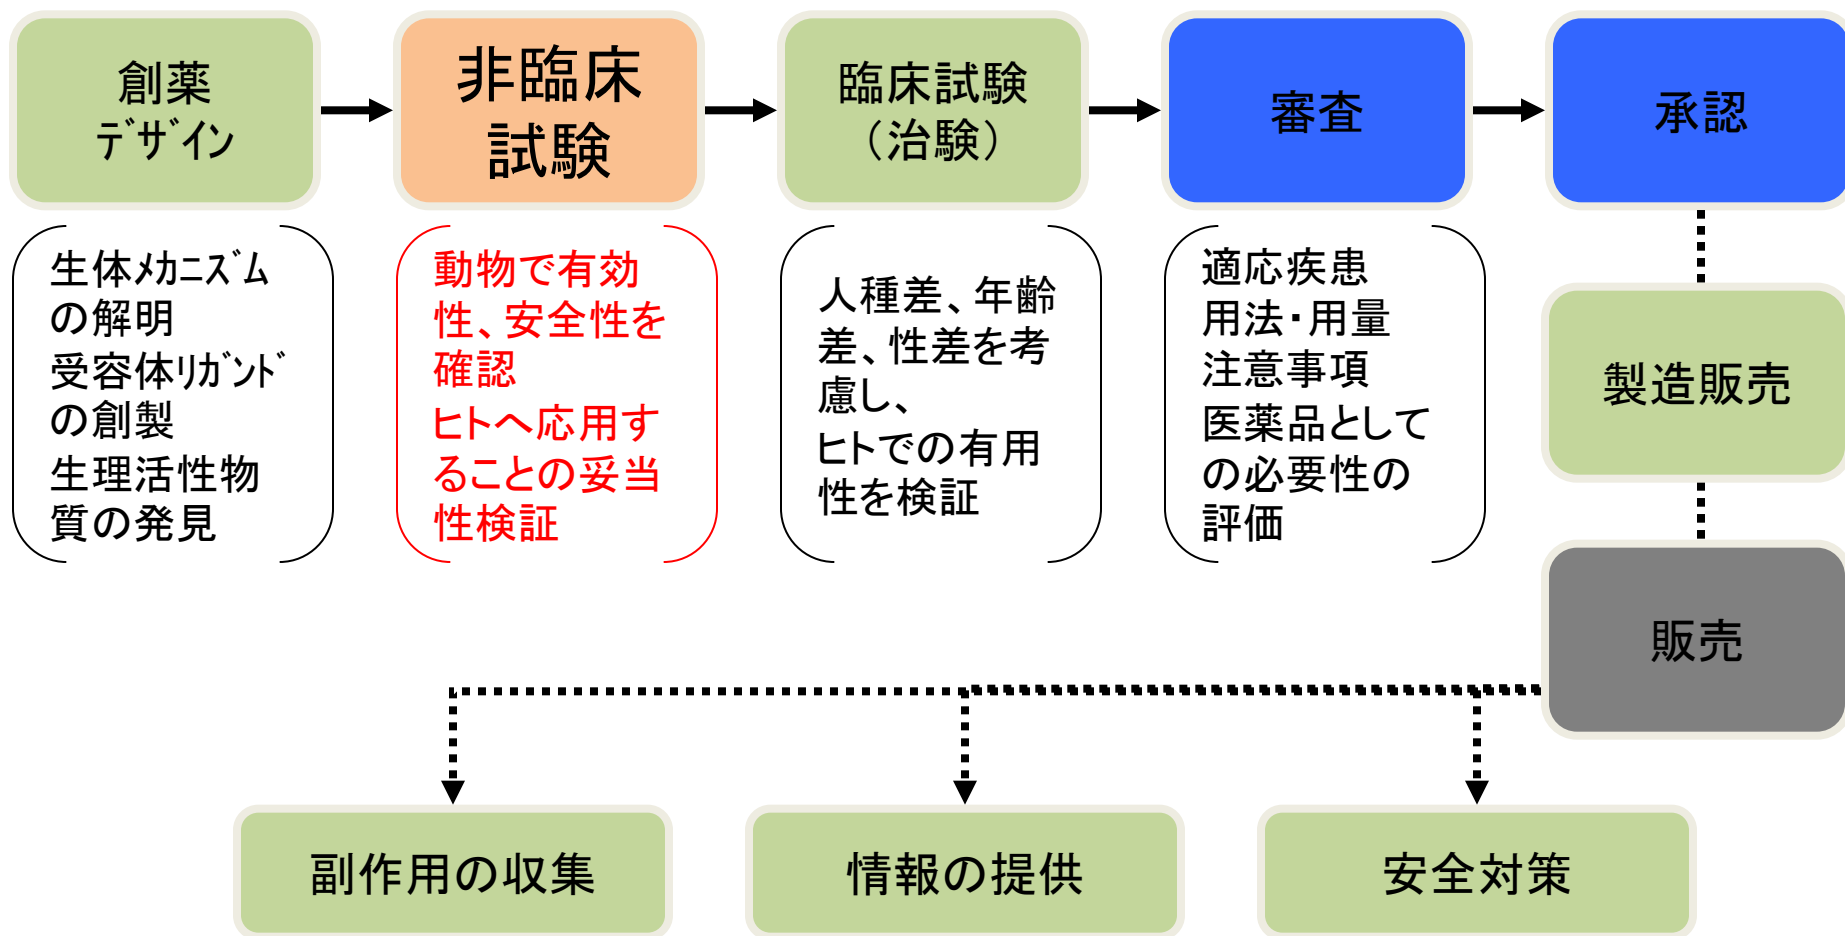 創薬
ﾃﾞｻﾞｲﾝ
非臨床
試験
臨床試験
（治験）
審査
承認
生体ﾒｶﾆｽﾞﾑ
の解明
受容体ﾘｶﾞﾝﾄﾞ
の創製
生理活性物
質の発見
動物で有効
性、安全性を
確認
ヒトへ応用す
ることの妥当
性検証
人種差、年齢
差、性差を考
慮し、
ヒトでの有用
性を検証
適応疾患
用法・用量
注意事項
医薬品として
の必要性の
評価
製造販売
販売
副作用の収集
情報の提供
安全対策